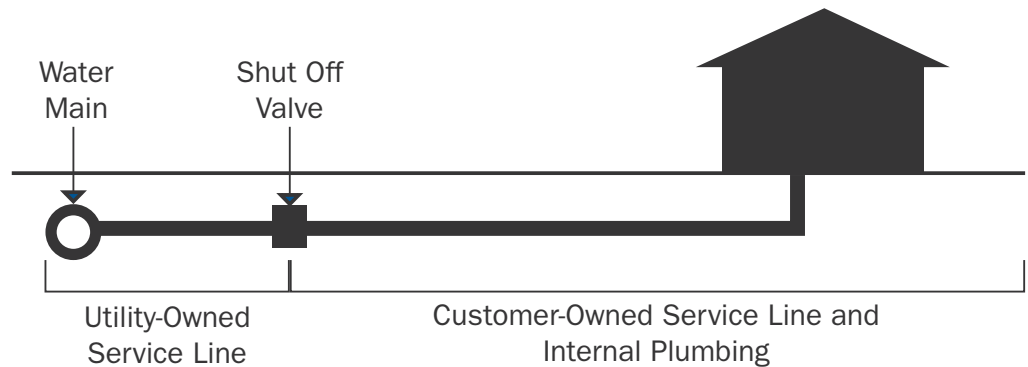 Water
Main
Shut Off
Valve
Utility-Owned
Service Line
Customer-Owned Service Line and
Internal Plumbing